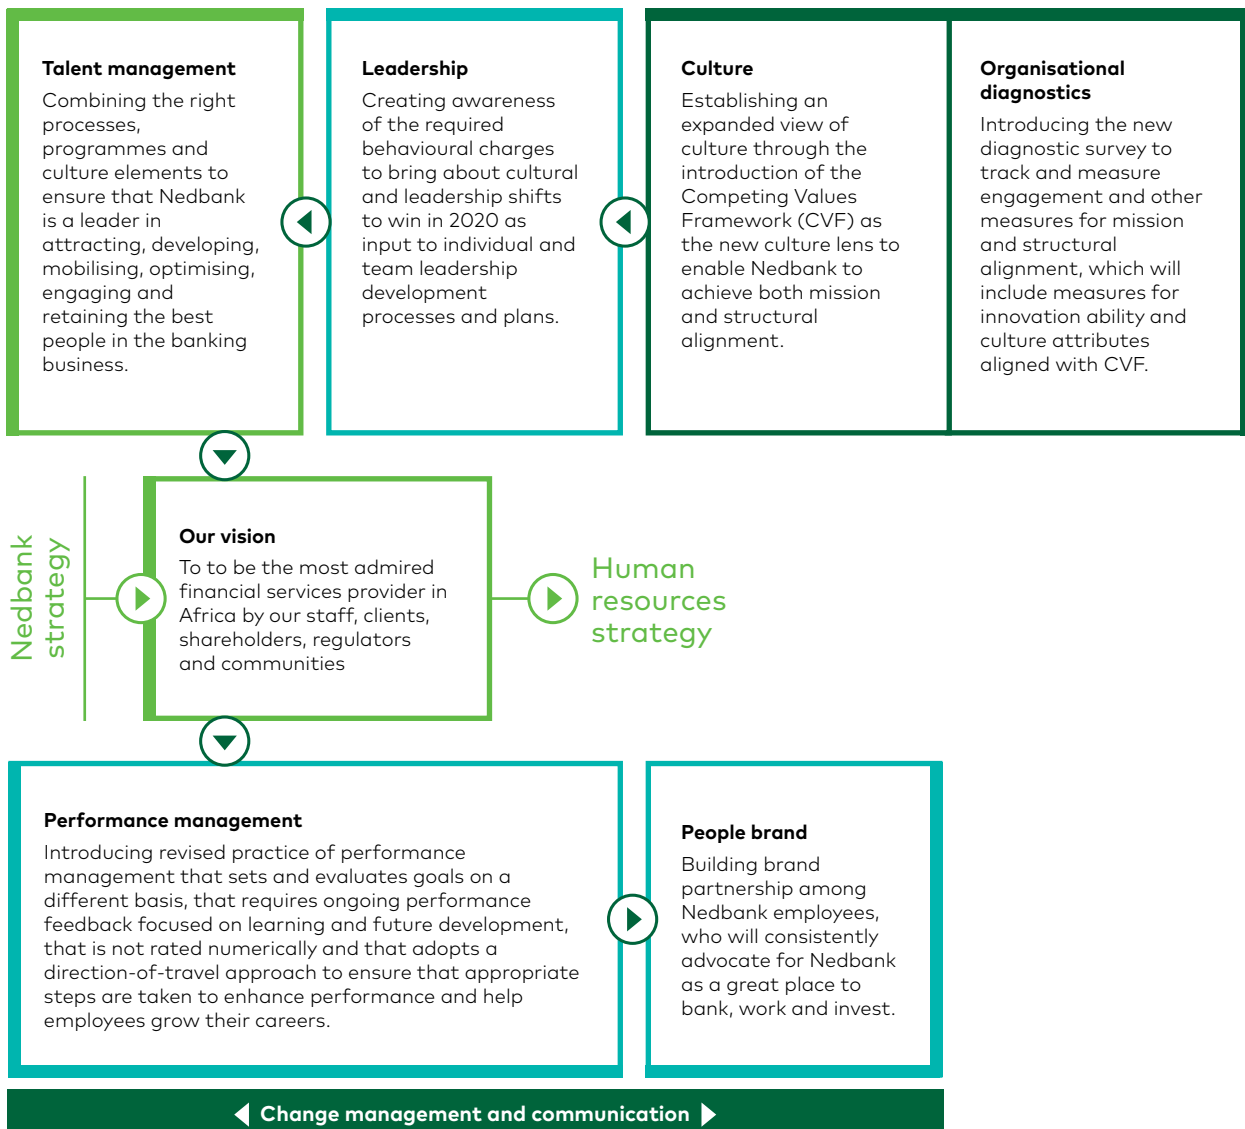 Talent management
Combining the right
processes,
programmes and
culture elements to
ensure that Nedbank
is a leader in
attracting, developing,
mobilising, optimising,
engaging and
retaining the best
people in the banking
business.
Leadership
Creating awareness
of the required
behavioural charges
to bring about cultural
and leadership shifts
to win in 2020 as
input to individual and
team leadership
development
processes and plans.
Culture
Establishing an
expanded view of
culture through the
introduction of the
Competing Values
Framework (CVF) as
the new culture lens to
enable Nedbank to
achieve both mission
and structural
alignment.
Organisational
diagnostics
Introducing the new
diagnostic survey to
track and measure
engagement and other
measures for mission
and structural
alignment, which will
include measures for
innovation ability and
culture attributes
aligned with CVF.
Nedbank
strategy
Our vision
To to be the most admired
financial services provider in
Africa by our staff, clients,
shareholders, regulators
and communities
Human
resources
strategy
Performance management
Introducing revised practice of performance
management that sets and evaluates goals on a
different basis, that requires ongoing performance
feedback focused on learning and future development,
that is not rated numerically and that adopts a
direction-of-travel approach to ensure that appropriate
steps are taken to enhance performance and help
employees grow their careers.
People brand
Building brand
partnership among
Nedbank employees,
who will consistently
advocate for Nedbank
as a great place to
bank, work and invest.
Change management and communication